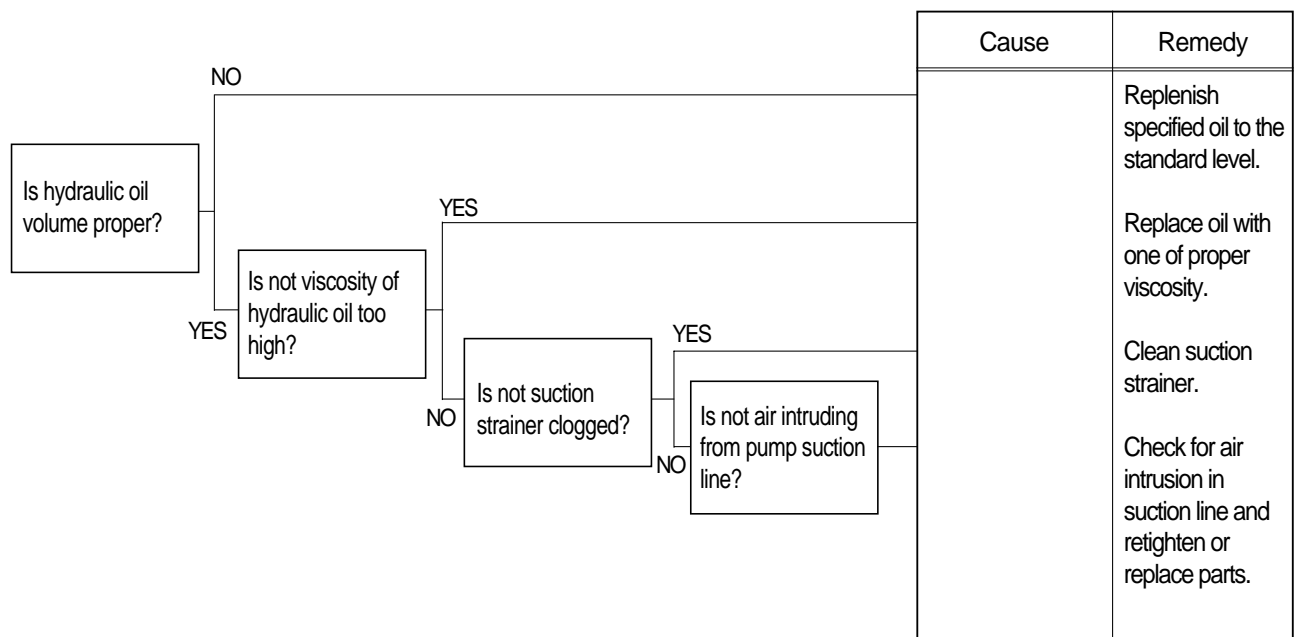 Cause
Remedy
NO
Replenish
specified oil to the
standard level.
Is hydraulic oil
volume proper?
YES
Replace oil with
one of proper
viscosity.
Is not viscosity of
hydraulic oil too
high?
YES
YES
Clean suction
strainer.
Is not suction
strainer clogged?
NO
Is not air intruding
from pump suction
line?
NO
Check for air
intrusion in
suction line and
retighten or
replace parts.